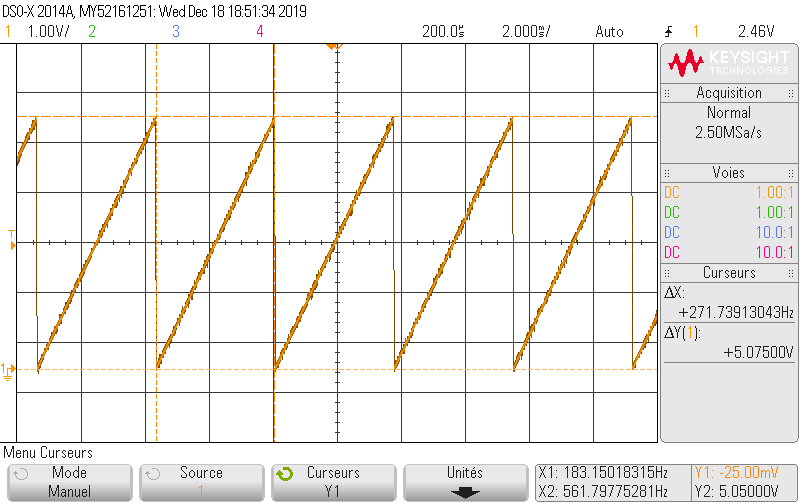 DSO-X 2014A, MY52161251: Wed Dec 18 18:51:34 2019
1 1.00V/ 2 3 4 200.0s 2.000s/ Auto 1 2.46V
KEYSIGHT
TECHNOLOGIES
Acquisition
Normal
2.50MSa/s
Voies
DC 1.00:1
DC 1.00:1
DC 10.0:1
DC 10.0:1
Curseurs
ΔX:
+271.73913043Hz
ΔY(1):
+5.07500V
T
1
Menu Curseurs
Mode
Manuel
Source
1
Curseurs
Y1
Unités
X1: 183.15018315Hz
X2: 561.79775281Hz
Y1: -25.00mV
Y2: 5.05000V